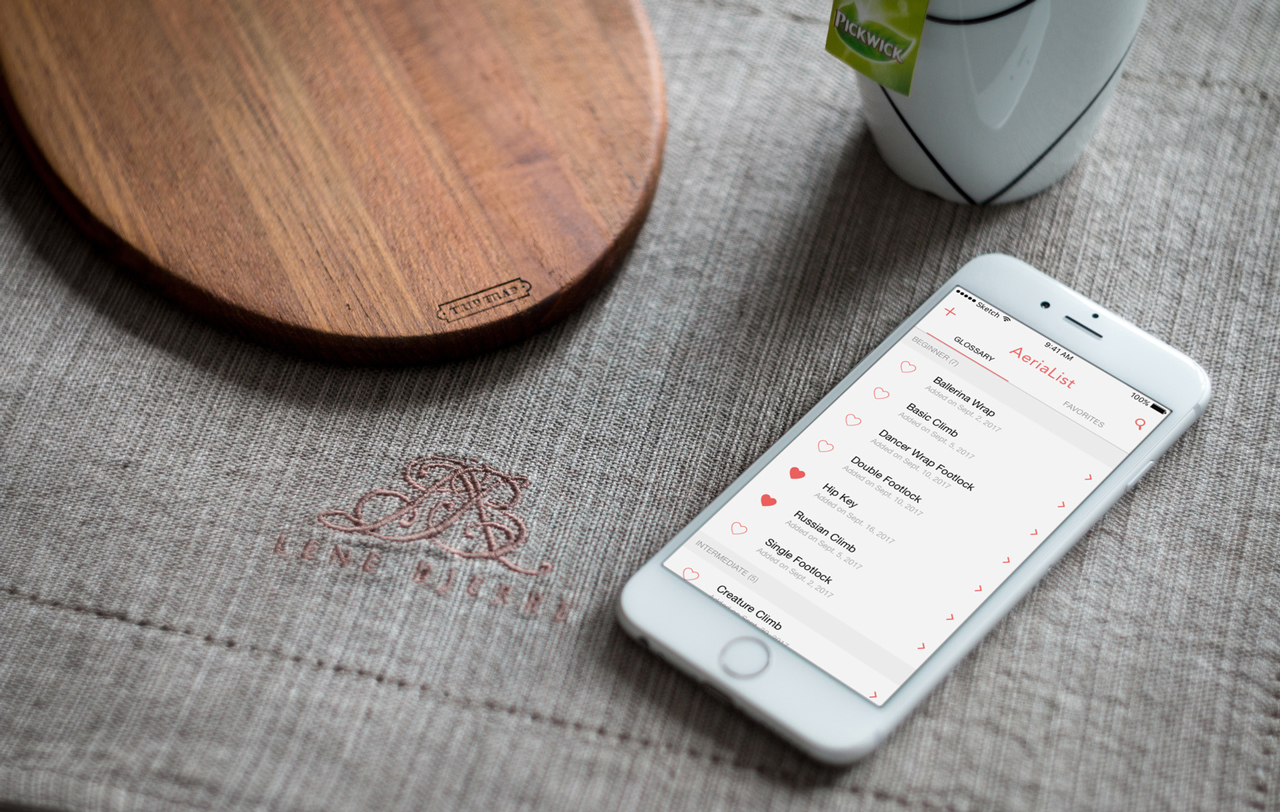 PICKWICK
TRIP TRAP
LENE BJERRE
Sketch
9:41 AM
100%
AeriaList
GLOSSARY
FAVORITES
BEGINNER (7)
Ballerina Wrap
Added on Sept. 2, 2017
Basic Climb
Added on Sept. 5, 2017
Dancer Wrap Footlock
Added on Sept. 10, 2017
Double Footlock
Added on Sept. 10, 2017
Hip Key
Added on Sept. 16, 2017
Russian Climb
Added on Sept. 5, 2017
Single Footlock
Added on Sept. 2, 2017
INTERMEDIATE (5)
Creature Climb